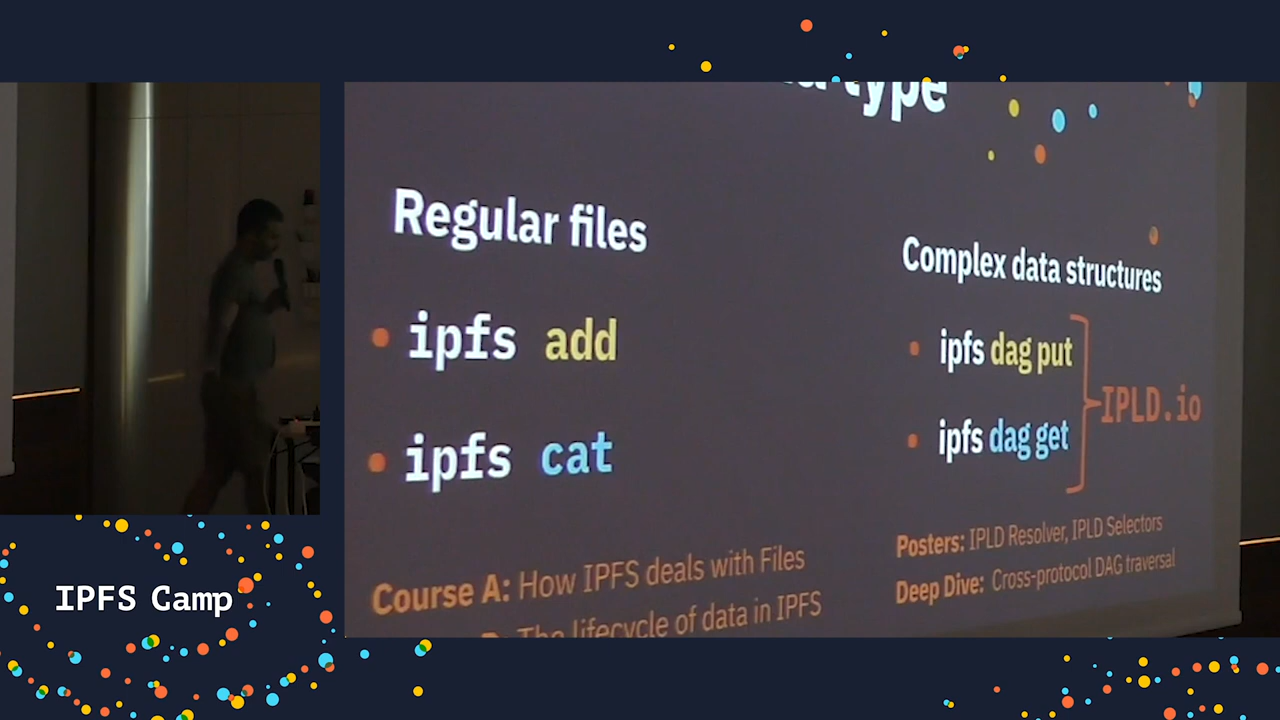 type
Regular files
ipfs add
ipfs cat
Course A: How IPFS deals with Files
The lifecycle of data in IPFS
Complex data structures
ipfs dag put
ipfs dag get
IPLD.io
Posters: IPLD Resolver, IPLD Selectors
Deep Dive: Cross-protocol DAG traversal
IPFS Camp